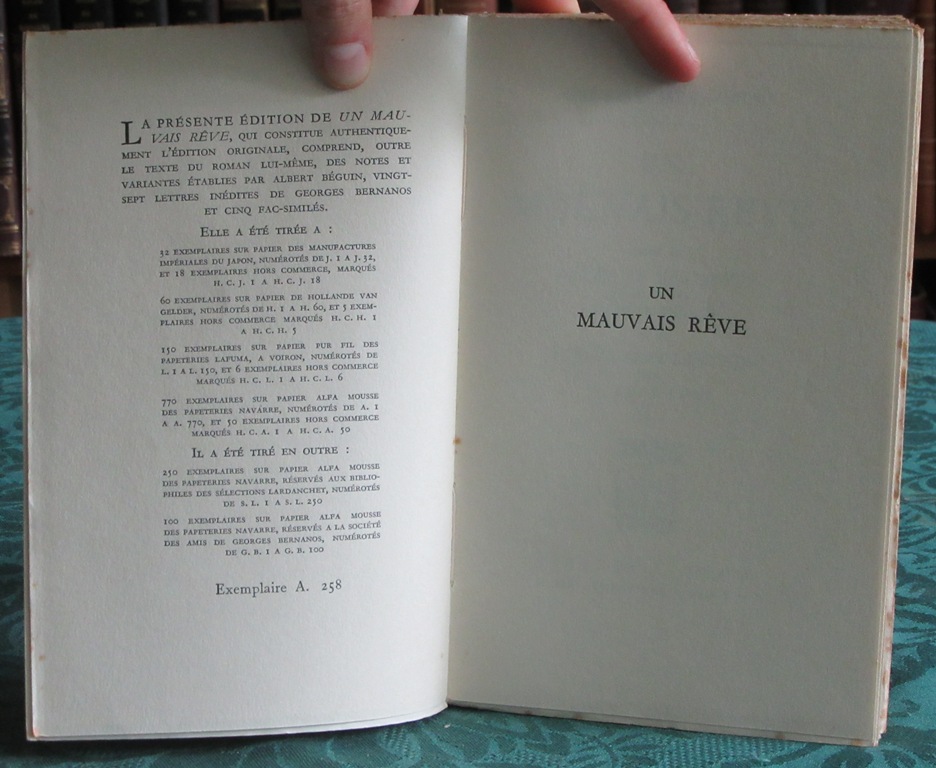 LA PRÉSENTE ÉDITION DE UN MAU-
VAIS RÊVE, QUI CONSTITUE AUTHENTIQUE-
MENT L'ÉDITION ORIGINALE, COMPREND, OUTRE
LE TEXTE DU ROMAN LUI-MÊME, DES NOTES ET
VARIANTES ÉTABLIES PAR ALBERT BÉGUIN, VINGT-
SEPT LETTRES INÉDITES DE GEORGES BERNANOS
ET CINQ FAC-SIMILÉS.
ELLE A ÉTÉ TIRÉE A :
32 EXEMPLAIRES SUR PAPIER DES MANUFACTURES
IMPÉRIALES DU JAPON, NUMÉROTÉS DE J. 1 A J. 32,
ET 18 EXEMPLAIRES HORS COMMERCE, MARQUÉS
H. C. J. 1 A H. C. J. 18
60 EXEMPLAIRES SUR PAPIER DE HOLLANDE VAN
GELDER, NUMÉROTÉS DE H. 1 A H. 60, ET 5 EXEM-
PLAIRES HORS COMMERCE MARQUÉS H. C. H. 1
A H. C. H. 5
150 EXEMPLAIRES SUR PAPIER PUR FIL DES
PAPETERIES LAFUMA, A VOIRON, NUMÉROTÉS DE
L. 1 A L. 150, ET 6 EXEMPLAIRES HORS COMMERCE
MARQUÉS H. C. L. 1 A H. C. L. 6
770 EXEMPLAIRES SUR PAPIER ALFA MOUSSE
DES PAPETERIES NAVARRE, NUMÉROTÉS DE A. 1
A A. 770, ET 50 EXEMPLAIRES HORS COMMERCE
MARQUÉS H. C. A. 1 A H. C. A. 50
IL A ÉTÉ TIRÉ EN OUTRE :
250 EXEMPLAIRES SUR PAPIER ALFA MOUSSE
DES PAPETERIES NAVARRE, RÉSERVÉS AUX BIBLIO-
PHILES DES SÉLECTIONS LARDANCHET, NUMÉROTÉS
DE S. L. 1 A S. L. 250
100 EXEMPLAIRES SUR PAPIER ALFA MOUSSE
DES PAPETERIES NAVARRE, RÉSERVÉS A LA SOCIÉTÉ
DES AMIS DE GEORGES BERNANOS, NUMÉROTÉS
DE G. B. 1 A G. B. 100
Exemplaire A. 258
UN
MAUVAIS RÊVE